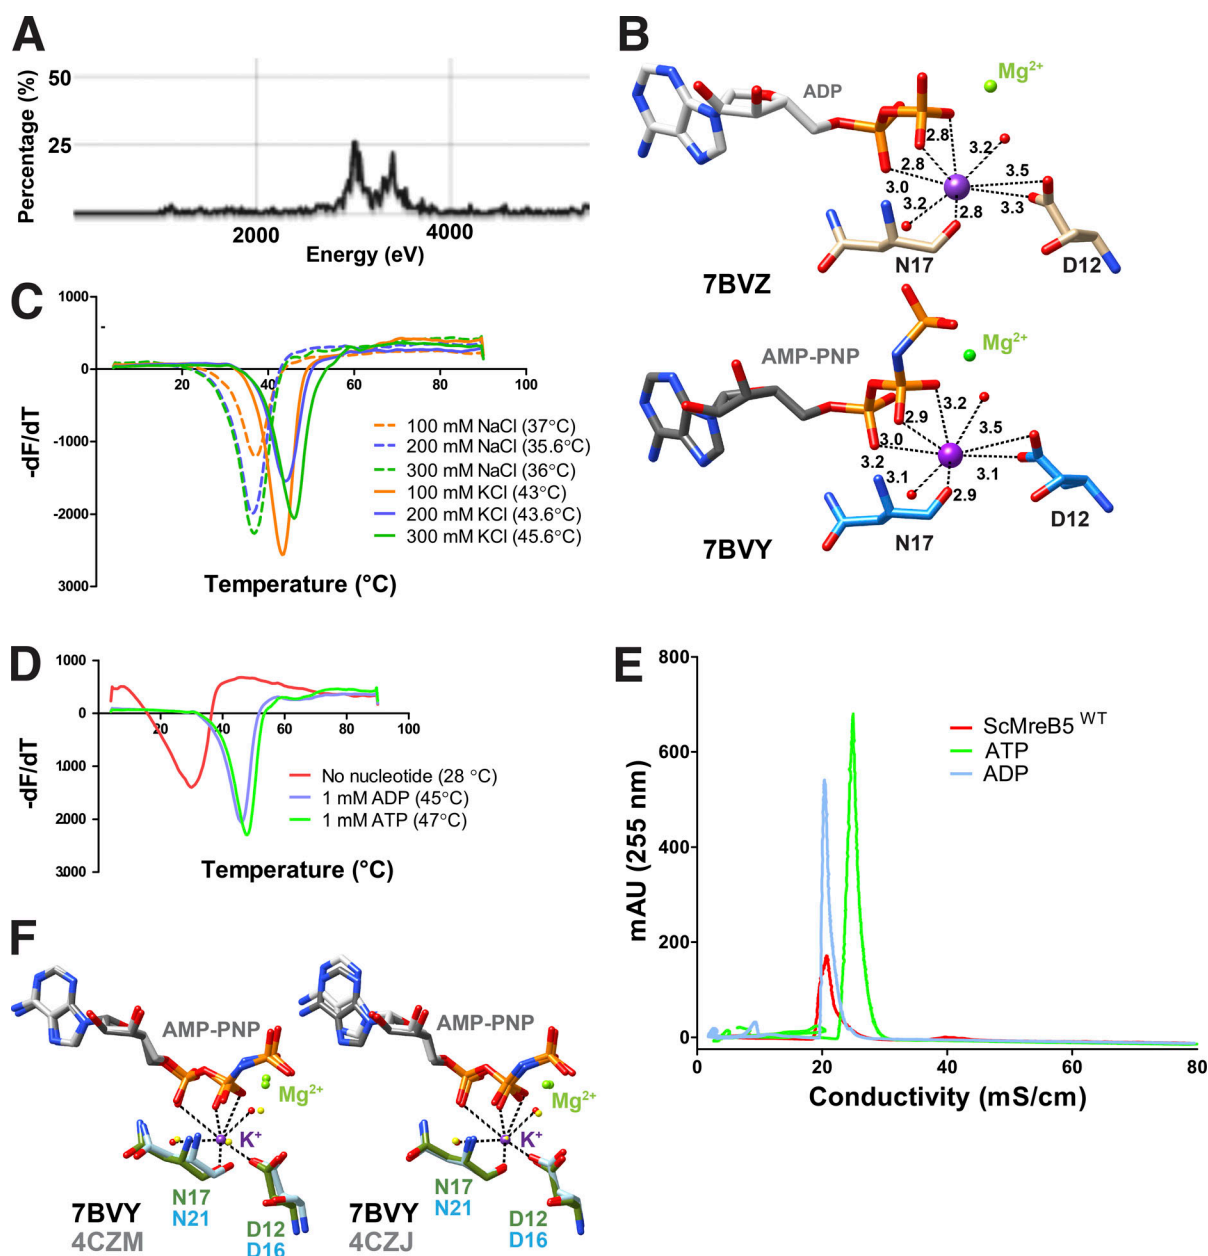 A
Percentage (%)
50
25
2000
4000
Energy (eV)
B
ADP
Mg2+
2.8
2.8
3.2
3.0
3.5
3.2
3.3
2.8
N17
D12
7BVZ
AMP-PNP
Mg2+
2.9
3.2
3.0
3.5
3.2
3.1
3.1
2.9
N17
D12
7BVY
C
1000
0
-1000
-2000
3000
20
40
60
80
100
-dF/dT
100 mM NaCl (37°C)
200 mM NaCl (35.6°C)
300 mM NaCl (36°C)
100 mM KCl (43°C)
200 mM KCl (43.6°C)
300 mM KCl (45.6°C)
Temperature (°C)
D
1000
0
1000
2000
3000
20
40
60
80
100
-dF/dT
No nucleotide (28 °C)
1 mM ADP (45°C)
1 mM ATP (47°C)
Temperature (°C)
E
800
600
400
200
0
mAU (255 nm)
ScMreB5 WT
ATP
ADP
0
20
40
60
80
Conductivity (mS/cm)
F
AMP-PNP
Mg2+
K+
N17
N21
D12
D16
7BVY
4CZM
AMP-PNP
Mg2+
K+
N17
N21
D12
D16
7BVY
4CZJ